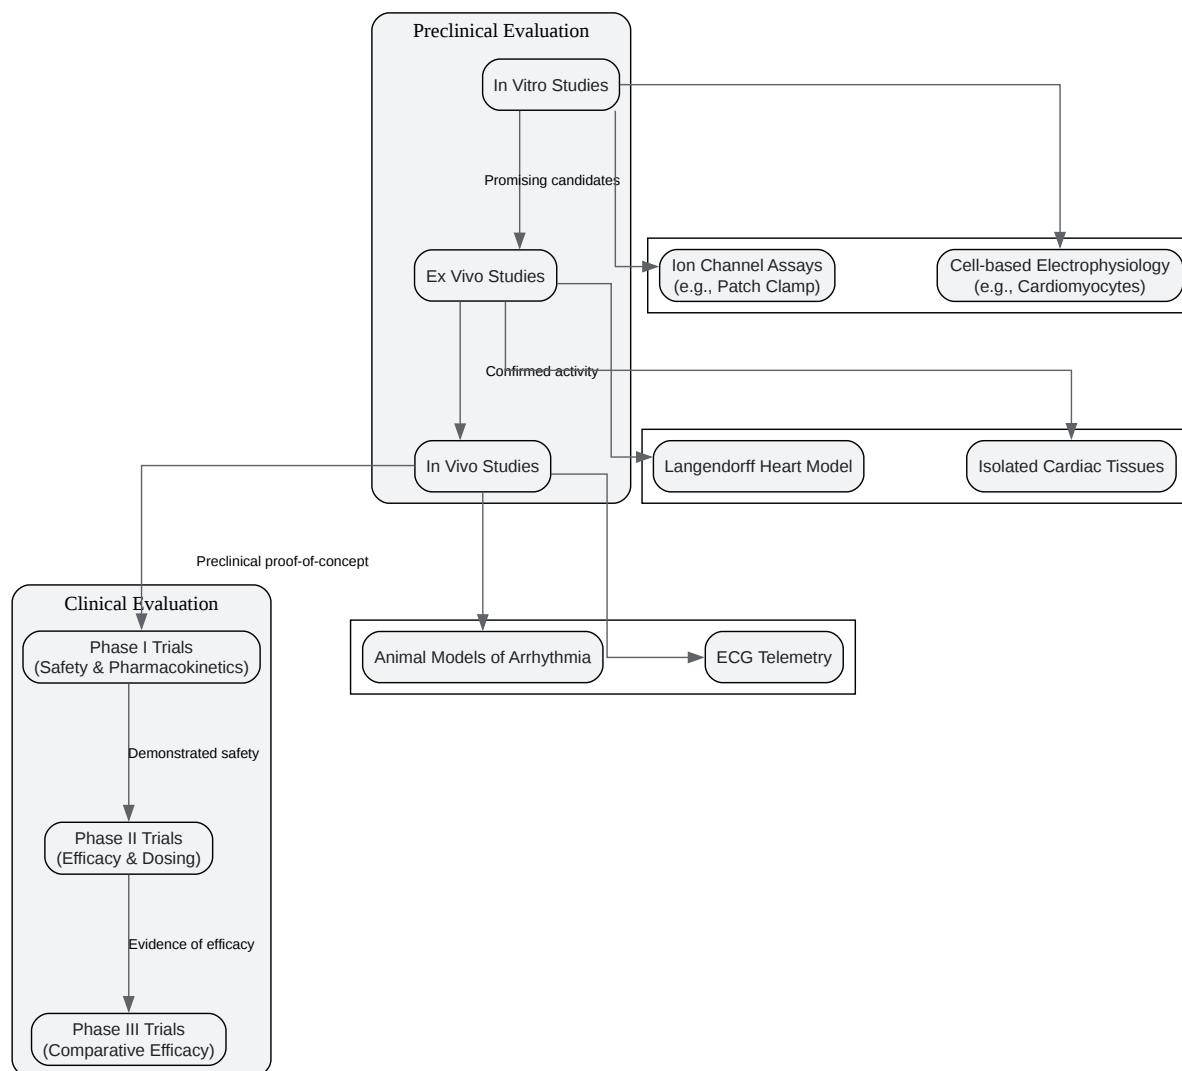 Preclinical Evaluation
In Vitro Studies
Promising candidates
Ex Vivo Studies
Ion Channel Assays
(e.g., Patch Clamp)
Cell-based Electrophysiology
(e.g., Cardiomyocytes)
Confirmed activity
In Vivo Studies
Langendorff Heart Model
Isolated Cardiac Tissues
Preclinical proof-of-concept
Clinical Evaluation
Phase I Trials
(Safety & Pharmacokinetics)
Animal Models of Arrhythmia
ECG Telemetry
Demonstrated safety
Phase II Trials
(Efficacy & Dosing)
Evidence of efficacy
Phase III Trials
(Comparative Efficacy)